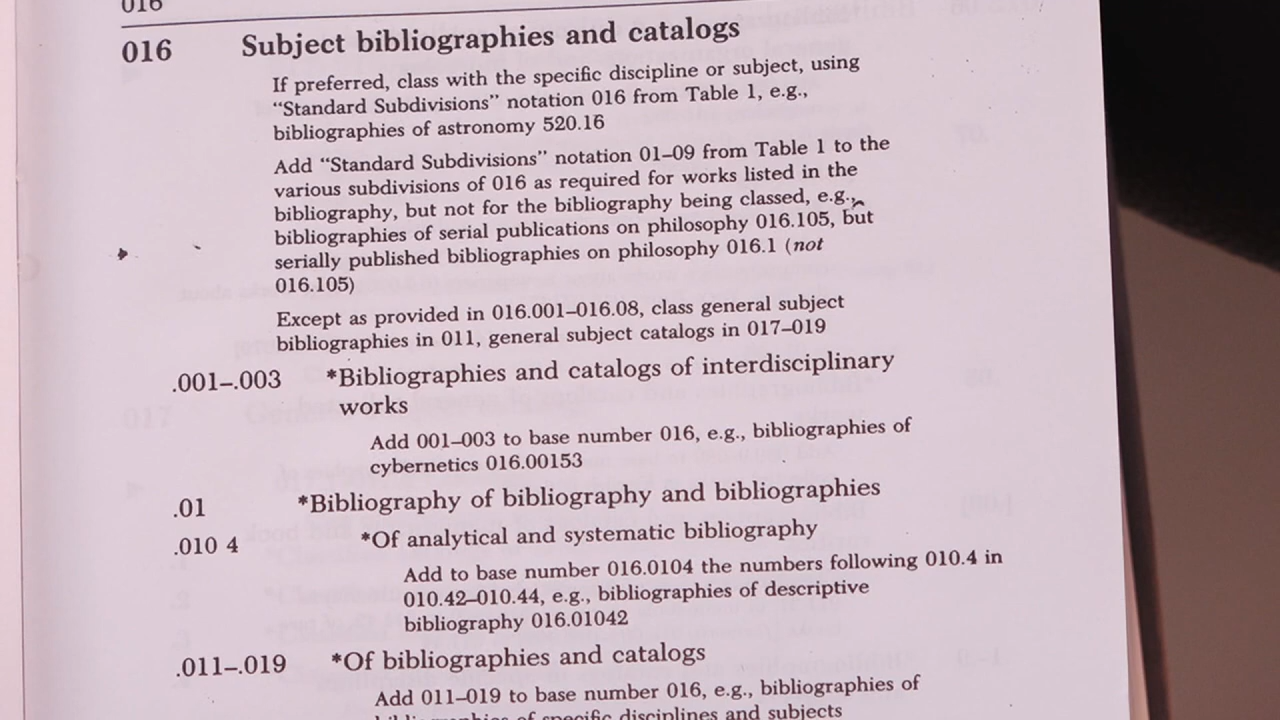 016
016 Subject bibliographies and catalogs
If preferred, class with the specific discipline or subject, using
“Standard Subdivisions” notation 016 from Table 1, e.g.,
bibliographies of astronomy 520.16
Add “Standard Subdivisions” notation 01–09 from Table 1 to the
various subdivisions of 016 as required for works listed in the
bibliography, but not for the bibliography being classed, e.g.,
bibliographies of serial publications on philosophy 016.105, but
serially published bibliographies on philosophy 016.1 (not
016.105)
Except as provided in 016.001–016.08, class general subject
bibliographies in 011, general subject catalogs in 017–019
.001–.003 *Bibliographies and catalogs of interdisciplinary
works
Add 001–003 to base number 016, e.g., bibliographies of
cybernetics 016.00153
.01 *Bibliography of bibliography and bibliographies
.010 4 *Of analytical and systematic bibliography
Add to base number 016.0104 the numbers following 010.4 in
010.42–010.44, e.g., bibliographies of descriptive
bibliography 016.01042
.011–.019 *Of bibliographies and catalogs
Add 011–019 to base number 016, e.g., bibliographies of
bibliographies of specific disciplines and subjects